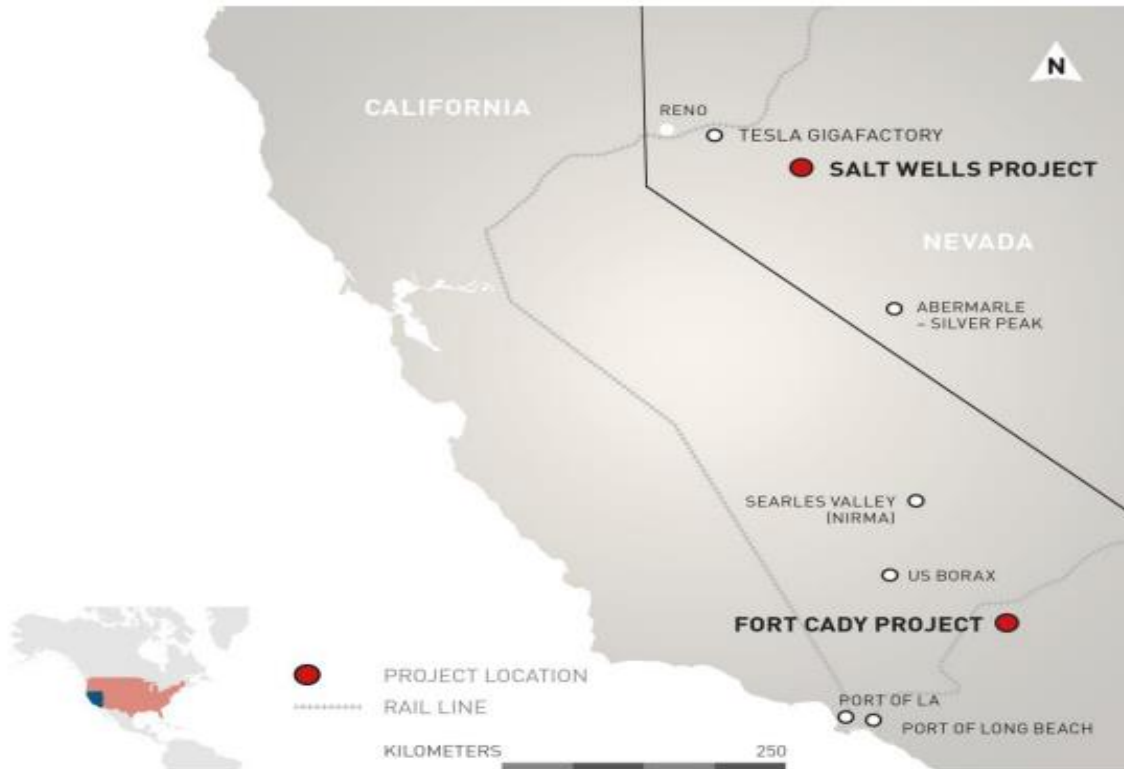 N
CALIFORNIA
RENO
TESLA GIGAFACTORY
SALT WELLS PROJECT
NEVADA
ABERMARLE
– SILVER PEAK
SEARLES VALLEY
(NIRMA)
US BORAX
FORT CADY PROJECT
PROJECT LOCATION
RAIL LINE
PORT OF LA
PORT OF LONG BEACH
KILOMETERS 250